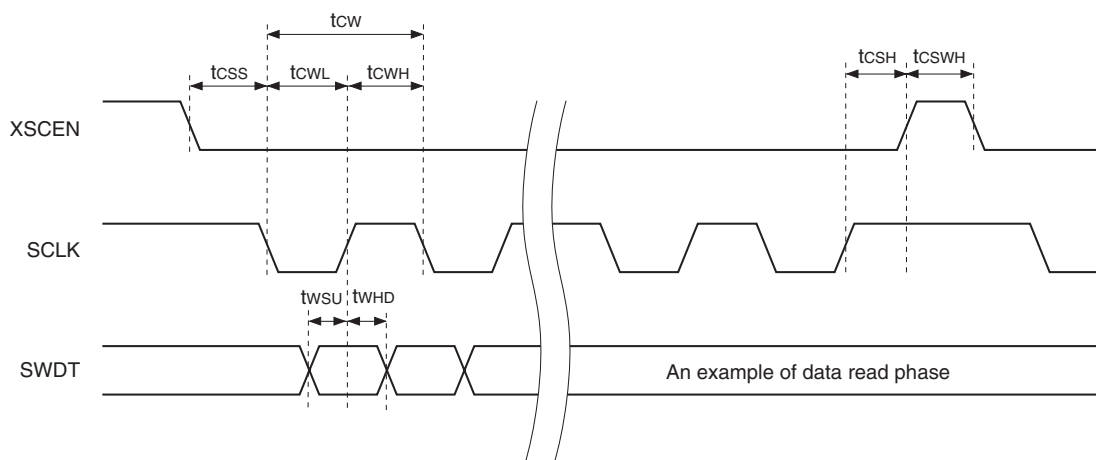 tCW
tCSS tCWL tCWH tCSH tCSWH
XSCEN
SCLK
tWSU tWHD
SWDT An example of data read phase